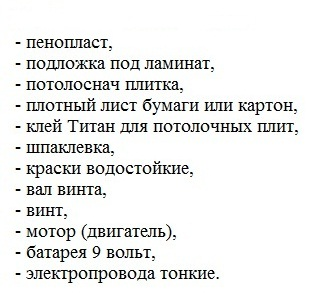 - пенопласт,
- подложка под ламинат,
- потолоснач плитка,
- плотный лист бумаги или картон,
- клей Титан для потолочных плит,
- шпаклевка,
- краски водостойкие,
- вал винта,
- винт,
- мотор (двигатель),
- батарея 9 вольт,
- электропровода тонкие.